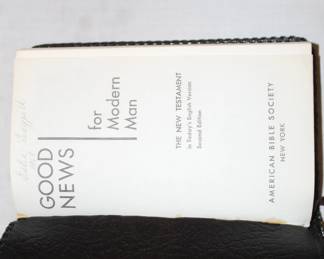 GOOD
NEWS
for
Modern
Man
THE NEW TESTAMENT
in Today's English Version
Second Edition
AMERICAN BIBLE SOCIETY
NEW YORK